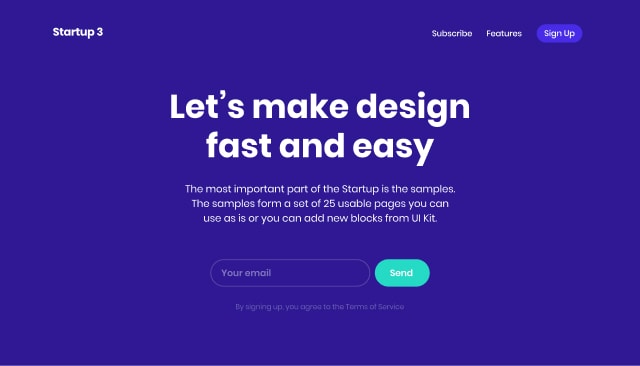 Startup 3
Subscribe
Features
Sign Up
Let’s make design
fast and easy
The most important part of the Startup is the samples.
The samples form a set of 25 usable pages you can
use as is or you can add new blocks from UI Kit.
Your email
Send
By signing up, you agree to the Terms of Service